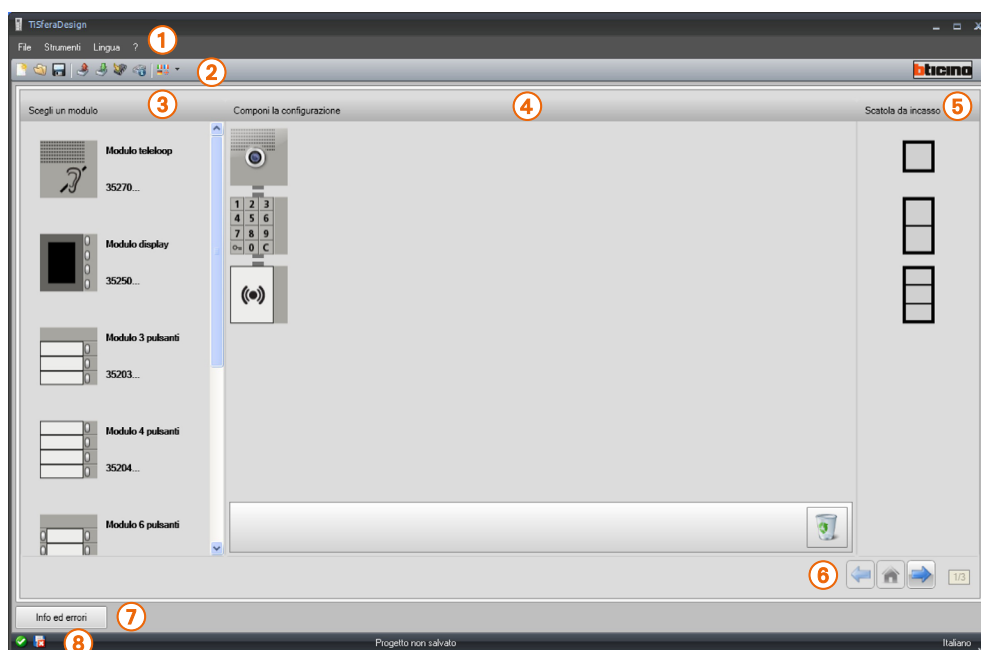 TiSferaDesign
File Strumenti Lingua ? 1
2
bticino
Scegli un modulo 3
Componi la configurazione 4
Scatola da incasso 5
Modulo teleloop
35270...
Modulo display
35250...
Modulo 3 pulsanti
35203...
Modulo 4 pulsanti
35204...
Modulo 6 pulsanti
1 2 3
4 5 6
7 8 9
0 C
6
1/3
Info ed errori 7
8
Progetto non salvato
Italiano